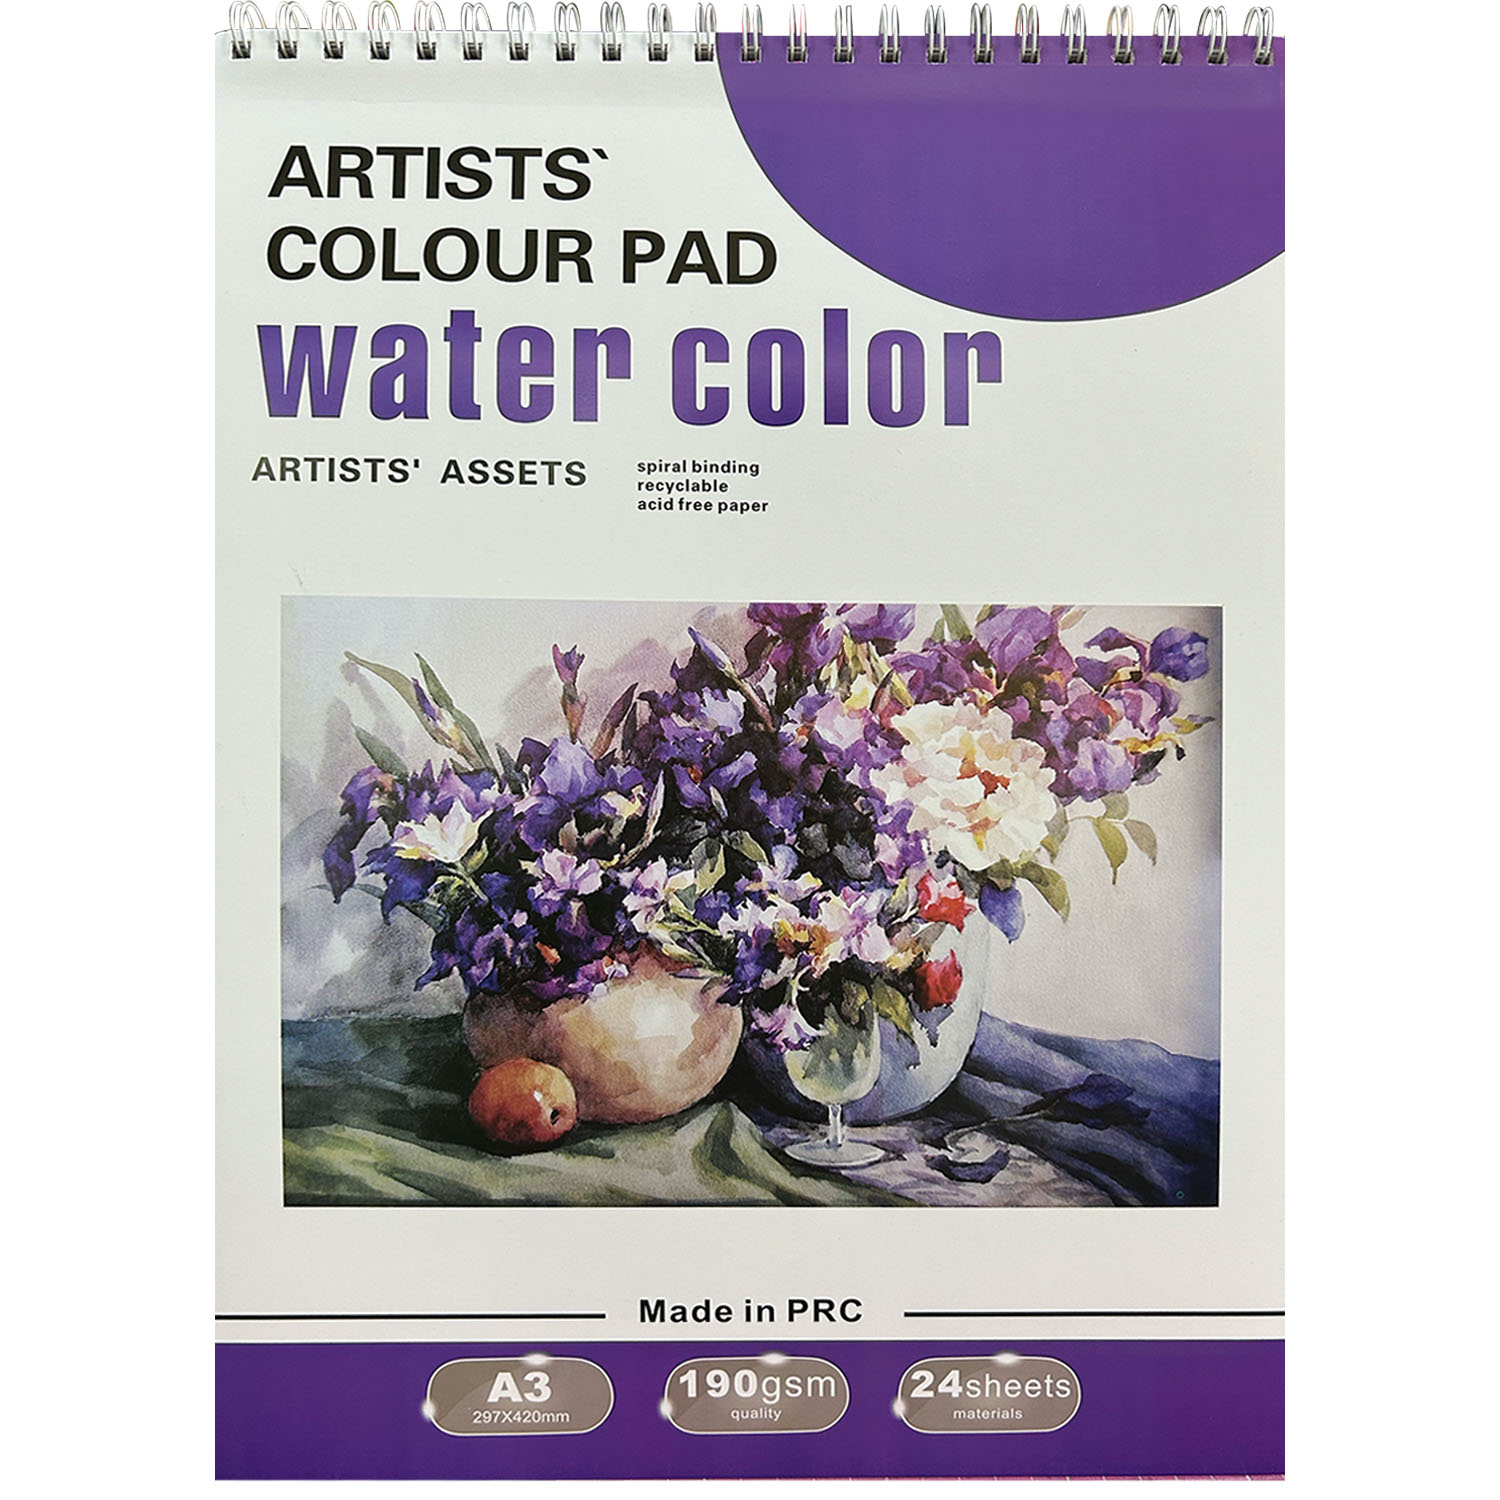 ARTISTS`
COLOUR PAD
water color
ARTISTS' ASSETS
spiral binding
recyclable
acid free paper
Made in PRC
A3
297X420mm
190gsm
quality
24sheets
materials